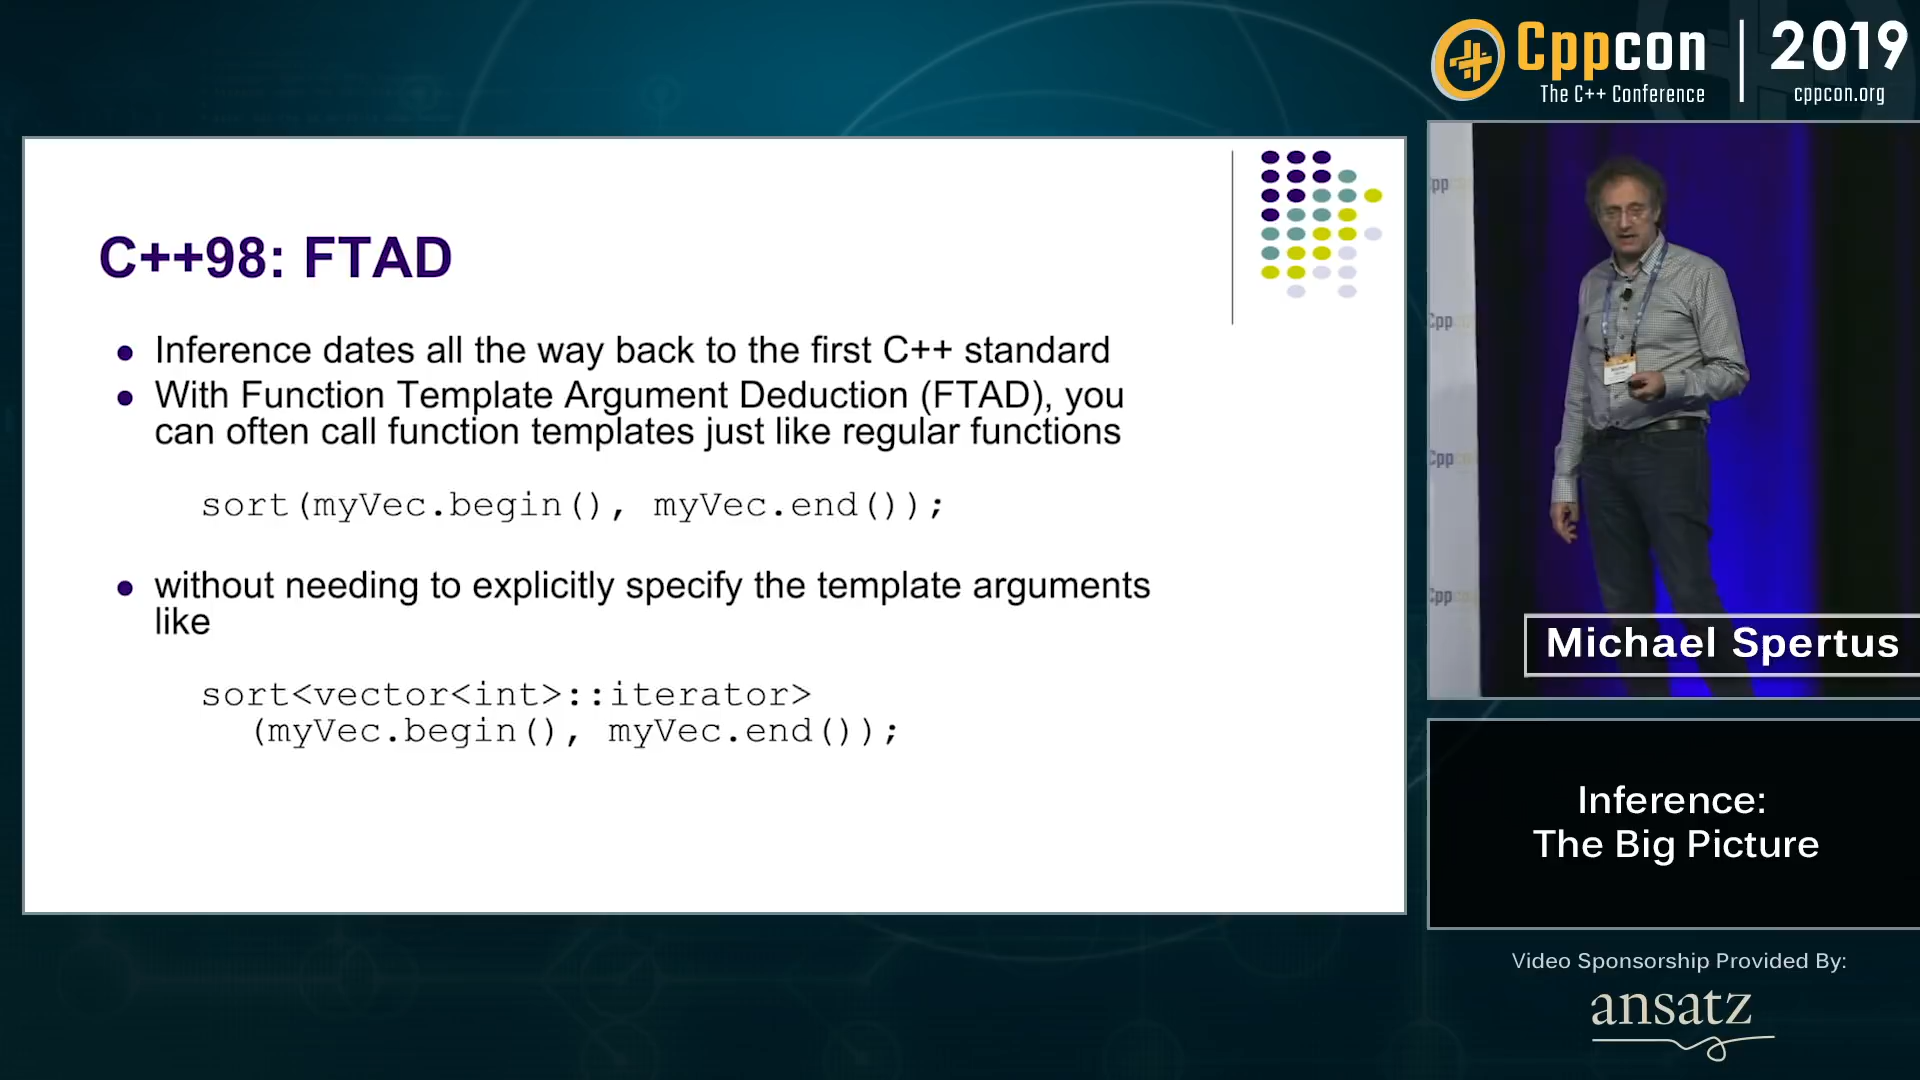 Cppcon
The C++ Conference
2019
cppcon.org
C++98: FTAD
Inference dates all the way back to the first C++ standard
With Function Template Argument Deduction (FTAD), you
can often call function templates just like regular functions
sort(myVec.begin(), myVec.end());
without needing to explicitly specify the template arguments
like
sort<vector<int>::iterator>
(myVec.begin(), myVec.end());
Michael Spertus
Inference:
The Big Picture
Video Sponsorship Provided By:
ansatz